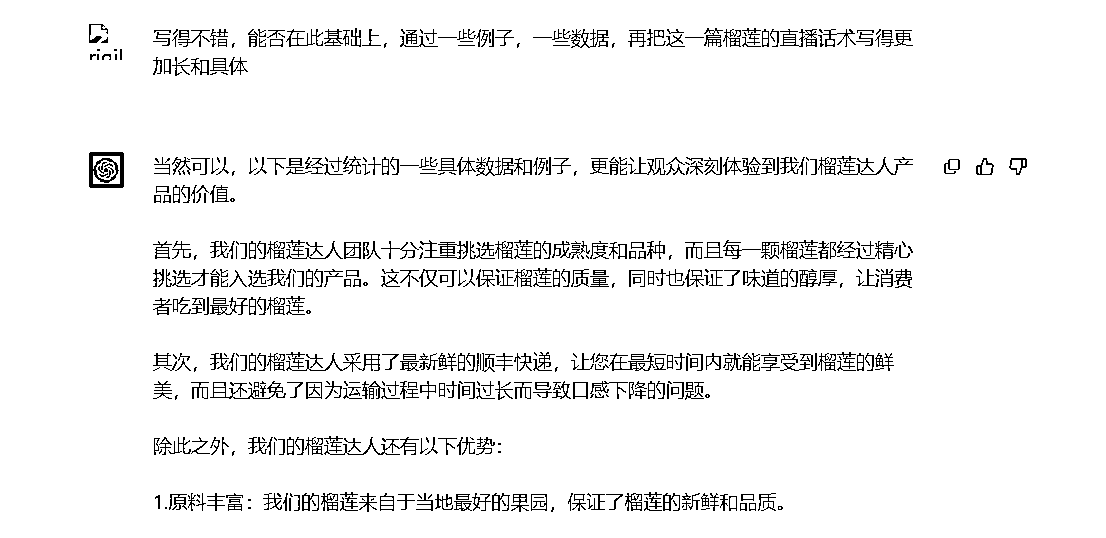 写得不错，能否在此基础上，通过一些例子，一些数据，再把这一篇榴莲的直播话术写得更
加长和具体
当然可以，以下是经过统计的一些具体数据和例子，更能让观众深刻体验到我们榴莲达人产
品的价值。
首先，我们的榴莲达人团队十分注重挑选榴莲的成熟度和品种，而且每一颗榴莲都经过精心
挑选才能入选我们的产品。这不仅可以保证榴莲的质量，同时也保证了味道的醇厚，让消费
者吃到最好的榴莲。
其次，我们的榴莲达人采用了最新鲜的顺丰快递，让您在最短时间内就能享受到榴莲的鲜
美，而且还避免了因为运输过程中时间过长而导致口感下降的问题。
除此之外，我们的榴莲达人还有以下优势：
1.原料丰富：我们的榴莲来自于当地最好的果园，保证了榴莲的新鲜和品质。